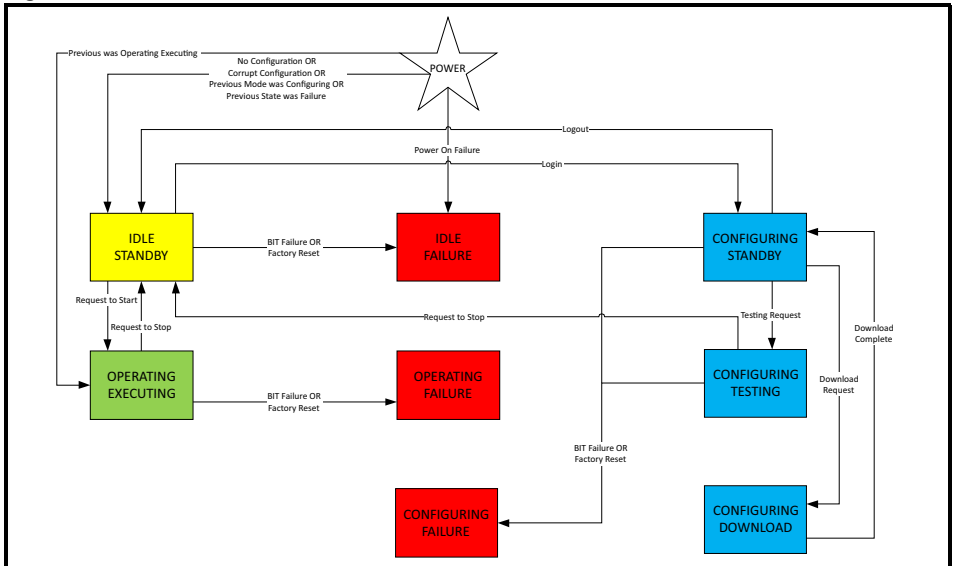 Previous was Operating Executing
No Configuration OR
Corrupt Configuration OR
Previous Mode was Configuring OR
Previous State was Failure
POWER
Logout
Power On Failure
Login
IDLE
STANDBY
BIT Failure OR
Factory Reset
IDLE
FAILURE
CONFIGURING
STANDBY
Request to Start
Request to Stop
Request to Stop
Testing Request
Download
Complete
OPERATING
EXECUTING
BIT Failure OR
Factory Reset
OPERATING
FAILURE
CONFIGURING
TESTING
Download
Request
BIT Failure OR
Factory Reset
CONFIGURING
FAILURE
CONFIGURING
DOWNLOAD